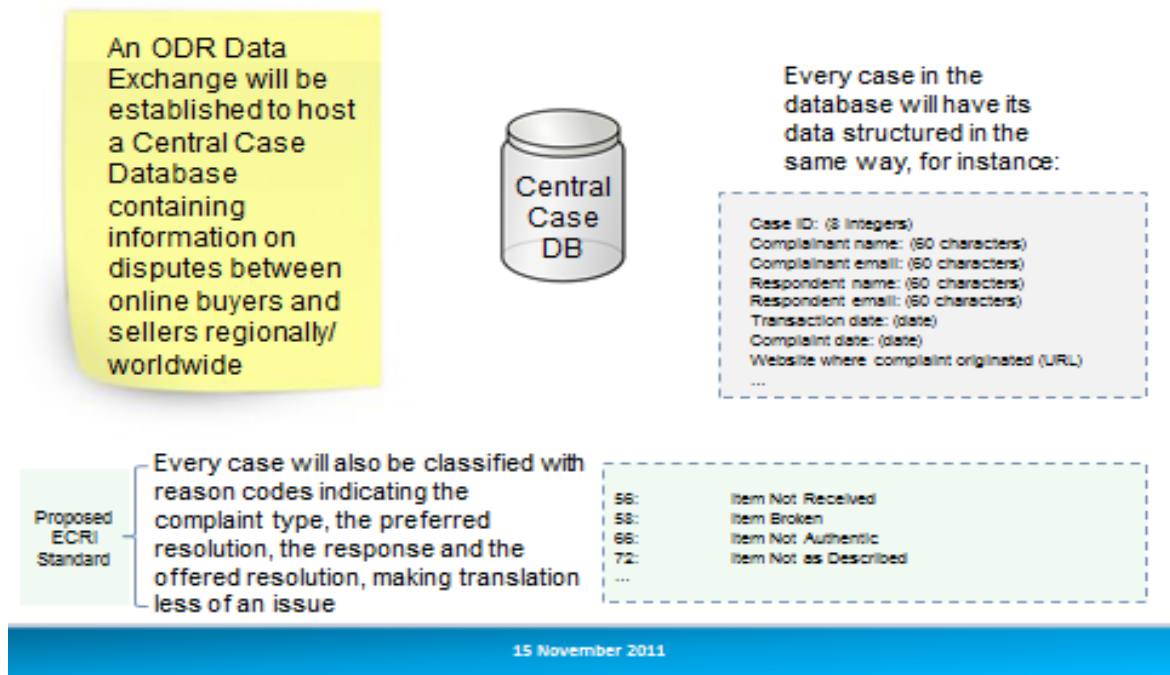 An ODR Data
Exchange will be
established to host
a Central Case
Database
containing
information on
disputes between
online buyers and
sellers regionally/
worldwide
Central
Case
DB
Every case in the
database will have its
data structured in the
same way, for instance:
Case ID: (8 integers)
Complainant name: (60 characters)
Complainant email: (60 characters)
Respondent name: (60 characters)
Respondent email: (60 characters)
Transaction date: (date)
Complaint date: (date)
Website where complaint originated (URL)
...
Proposed
ECRI
Standard
Every case will also be classified with
reason codes indicating the
complaint type, the preferred
resolution, the response and the
offered resolution, making translation
less of an issue
56: Item Not Received
58: Item Broken
66: Item Not Authentic
72: Item Not as Described
...
15 November 2011